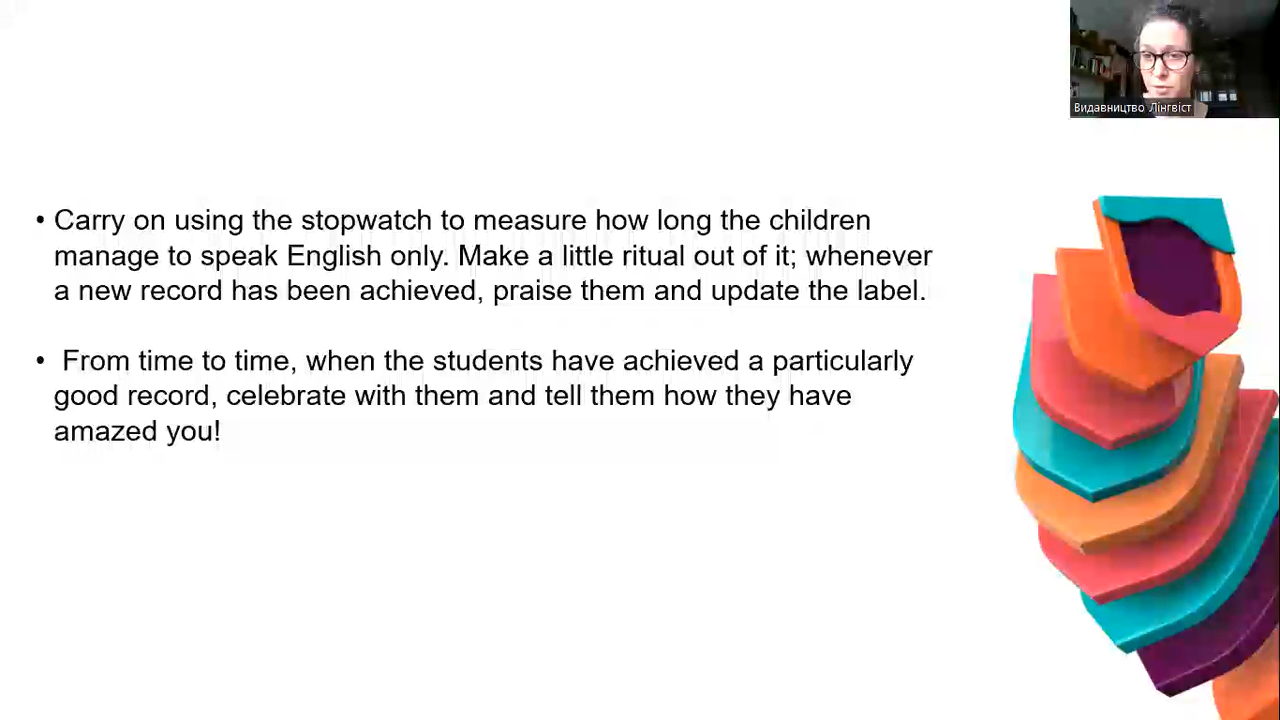 Видавництво Лінгвіст
• Carry on using the stopwatch to measure how long the children
manage to speak English only. Make a little ritual out of it; whenever
a new record has been achieved, praise them and update the label.
• From time to time, when the students have achieved a particularly
good record, celebrate with them and tell them how they have
amazed you!